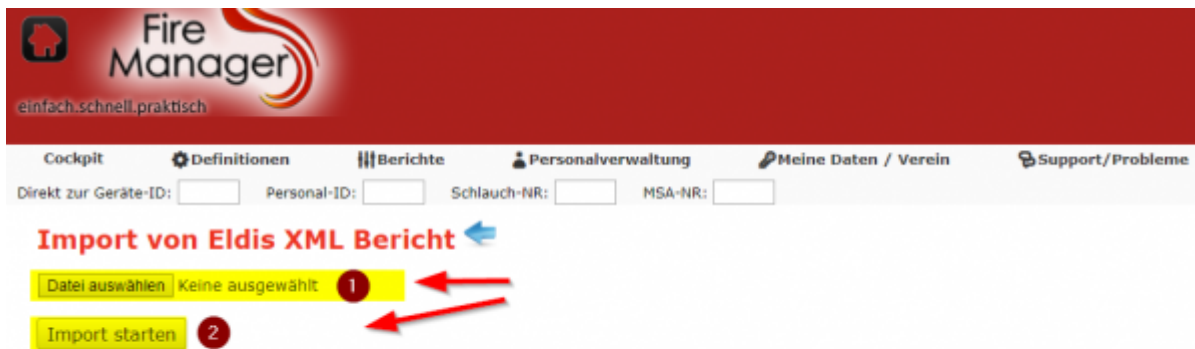 Fire
Manager
einfach.schnell.praktisch
Cockpit Definitionen Berichte Personalverwaltung Meine Daten / Verein Support/Probleme
Direkt zur Geräte-ID: Personal-ID: Schlauch-NR: MSA-NR:
Import von Eldis XML Bericht
Datei auswählen Keine ausgewählt 1
Import starten 2